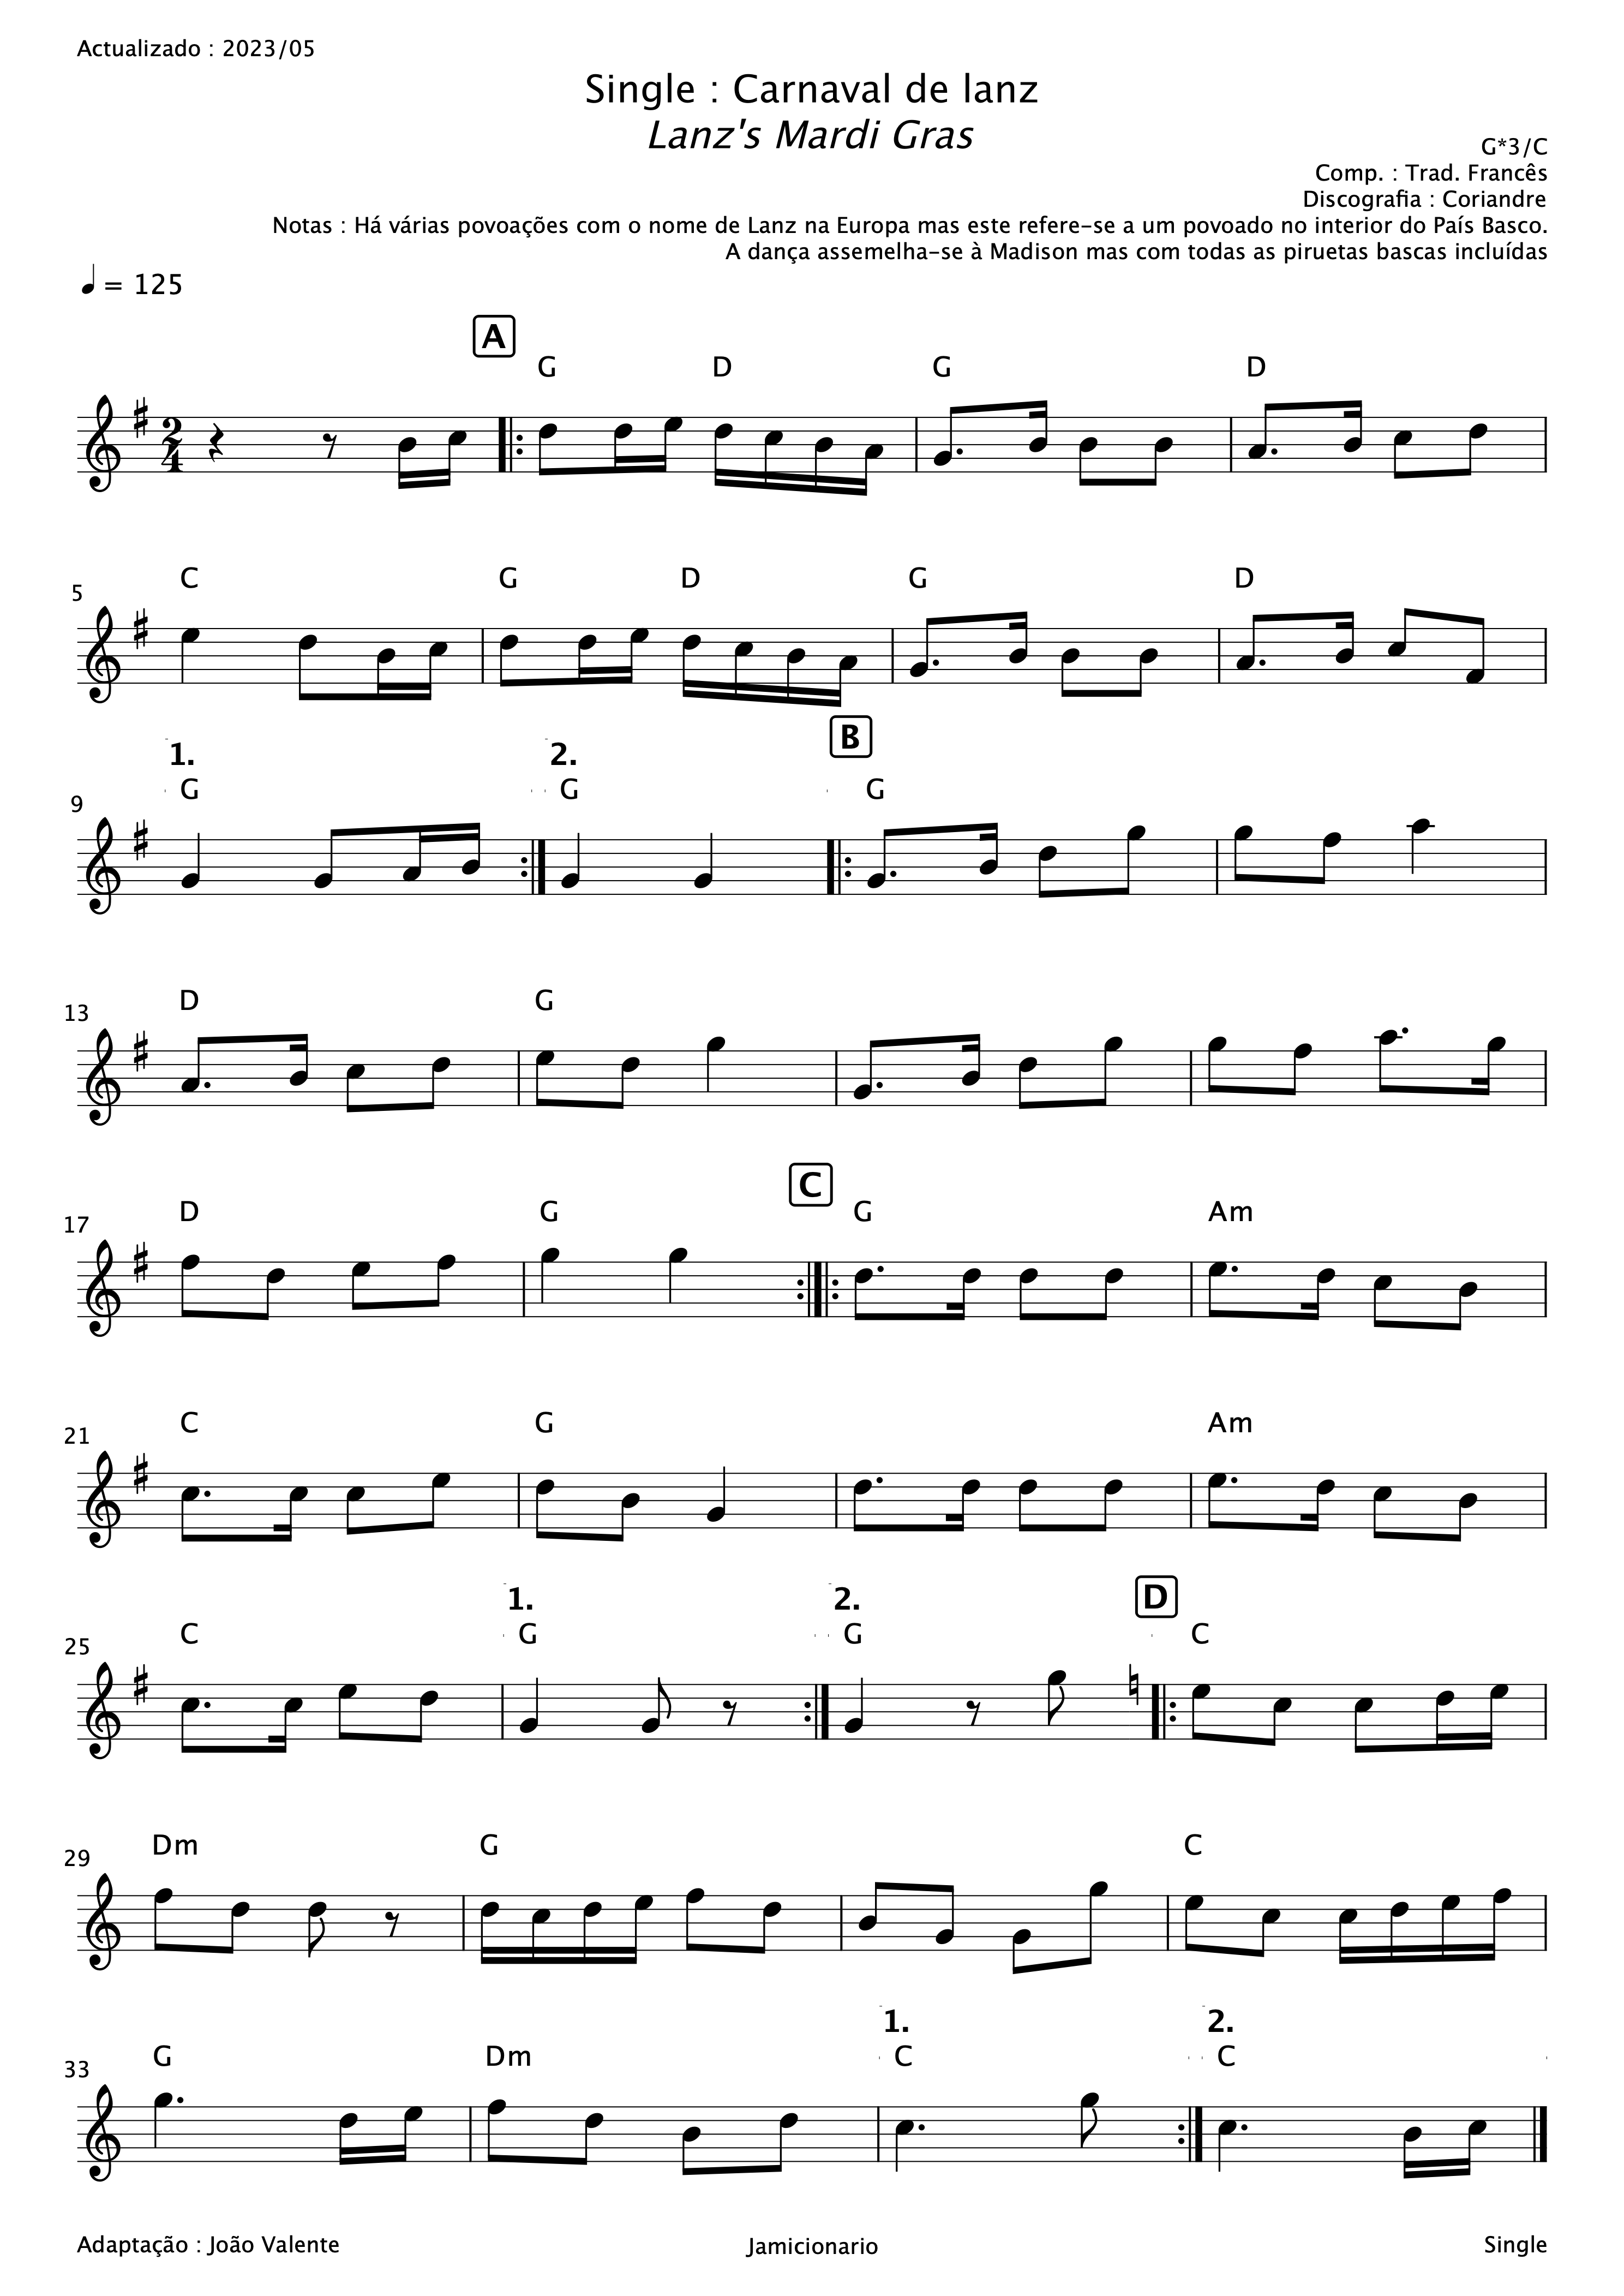 Actualizado : 2023/05
Single : Carnaval de lanz
Lanz's Mardi Gras
G*3/C
Comp. : Trad. Francês
Discografia : Coriandre
Notas : Há várias povoações com o nome de Lanz na Europa mas este refere-se a um povoado no interior do País Basco.
A dança assemelha-se à Madison mas com todas as piruetas bascas incluídas
= 125
A
G D G D
2
4
5
C G D G D
B
1. 2.
G G G
9
D G
13
C
D G G Am
17
C G Am
21
D
1. 2.
C G G C
25
Dm G C
29
1. 2.
G Dm C C
33
Adaptação : João Valente Jamicionario Single